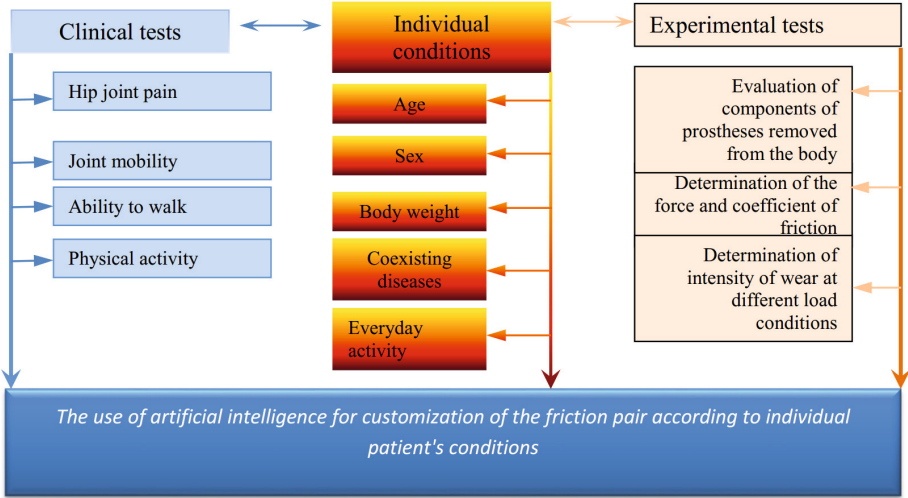 Clinical tests
Hip joint pain
Joint mobility
Ability to walk
Physical activity
Individual
conditions
Age
Sex
Body weight
Coexisting
diseases
Everyday
activity
Experimental tests
Evaluation of
components of
prostheses removed
from the body
Determination of the
force and coefficient of
friction
Determination of
intensity of wear at
different load
conditions
The use of artificial intelligence for customization of the friction pair according to individual
patient's conditions